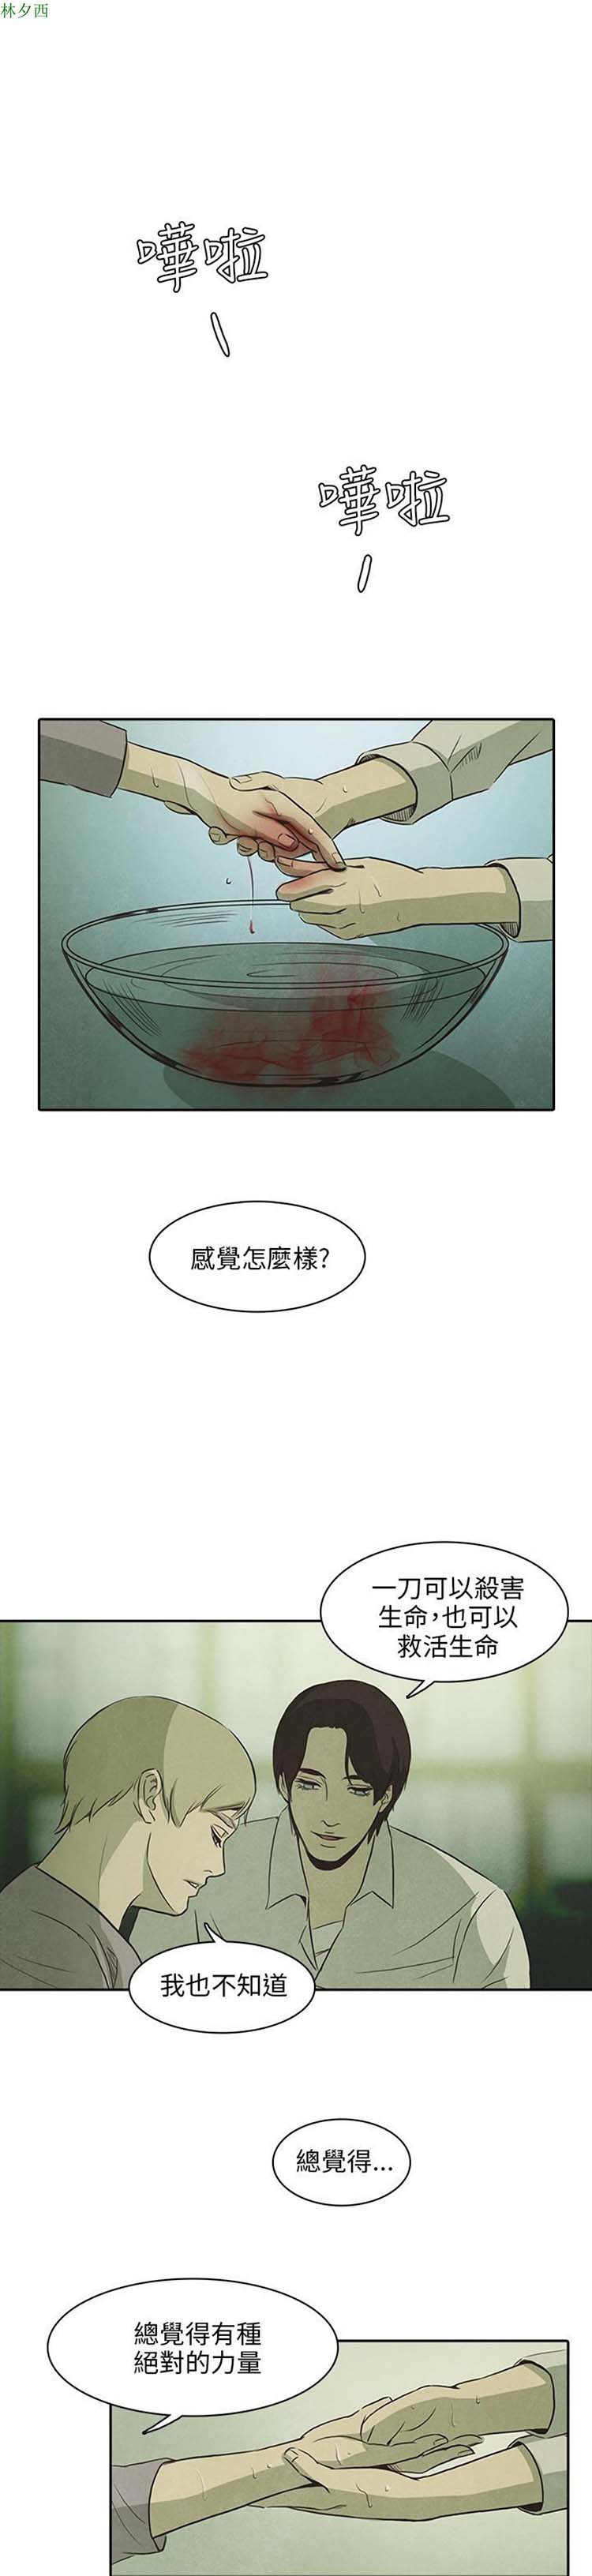 林夕西
嘩啦
嘩啦
感覺怎麼樣?
一刀可以殺害
生命，也可以
救活生命
我也不知道
總覺得...
總覺得有種
絕對的力量